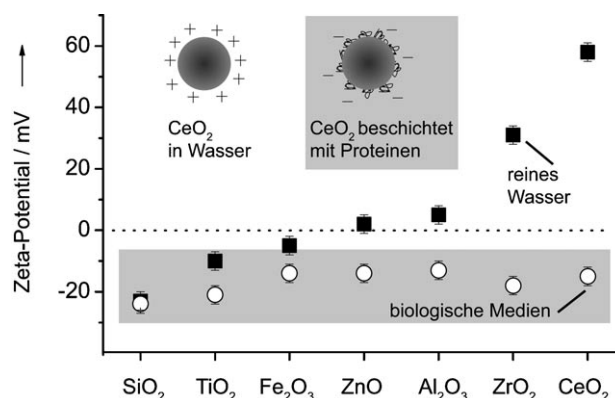 Zeta-Potential / mV
60
40
20
0
-20
CeO₂
in Wasser
CeO₂ beschichtet
mit Proteinen
reines
Wasser
biologische Medien
SiO₂ TiO₂ Fe₂O₃ ZnO Al₂O₃ ZrO₂ CeO₂